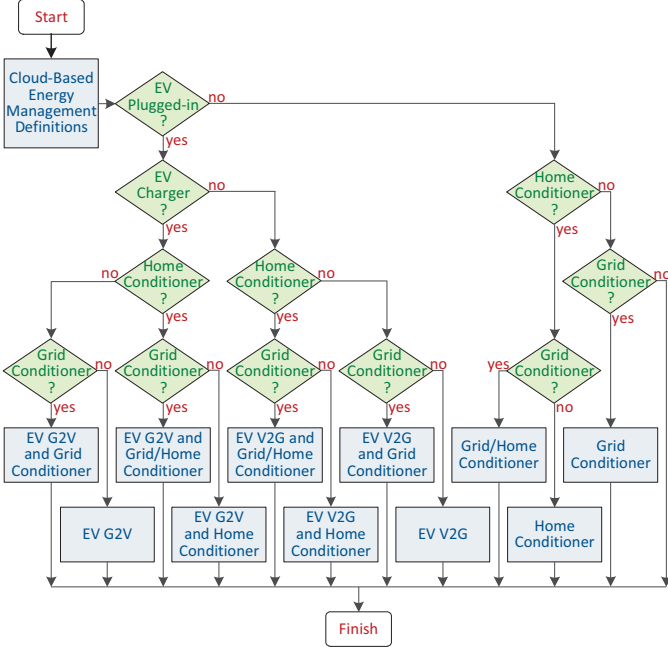 Start
Cloud-Based
Energy
Management
Definitions
EV
Plugged-in
?
no
yes
EV
Charger
?
no
yes
Home
Conditioner
?
no
yes
Home
Conditioner
?
no
yes
Home
Conditioner
?
no
yes
Grid
Conditioner
?
no
yes
Grid
Conditioner
?
no
yes
Grid
Conditioner
?
no
yes
Grid
Conditioner
?
no
yes
Grid
Conditioner
?
no
yes
Grid
Conditioner
?
yes
no
EV G2V
and Grid
Conditioner
EV G2V and
Grid/Home
Conditioner
EV V2G and
Grid/Home
Conditioner
EV V2G
and Grid
Conditioner
Grid/Home
Conditioner
Grid
Conditioner
EV G2V
EV G2V
and Home
Conditioner
EV V2G
and Home
Conditioner
EV V2G
Home
Conditioner
Finish